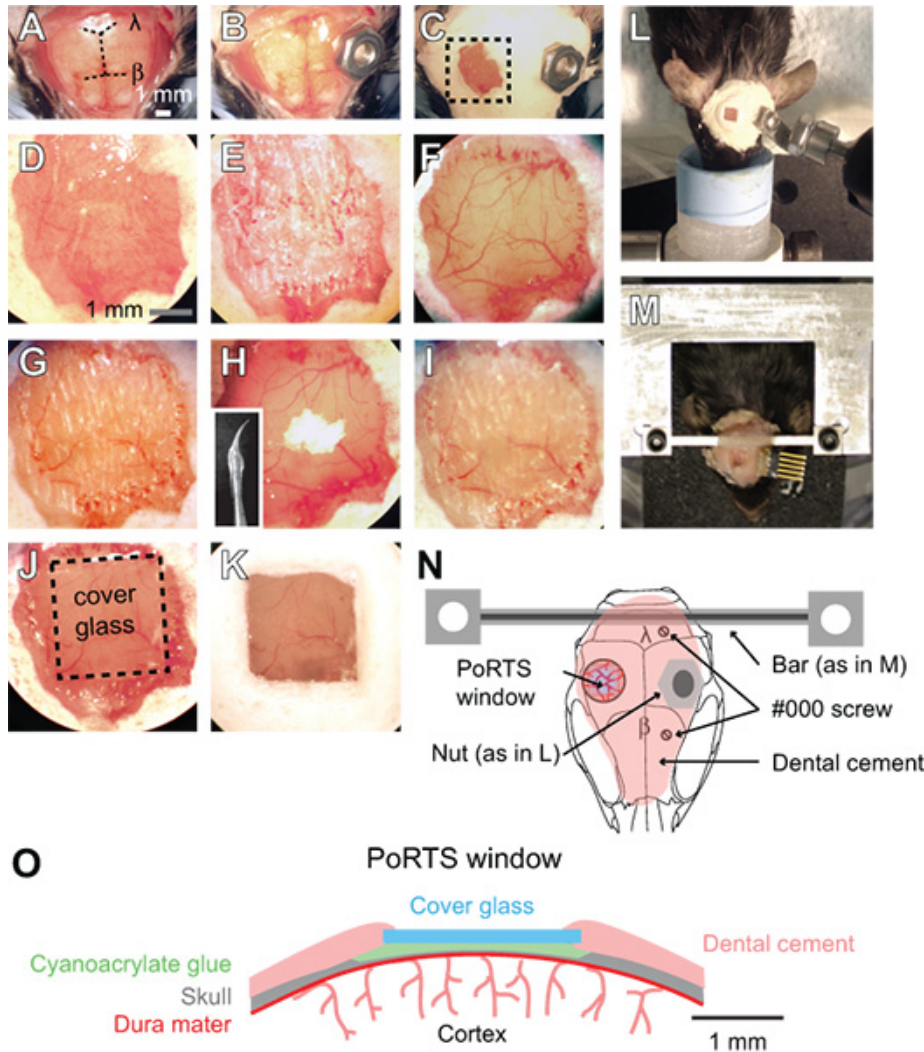 A
λ
β
1 mm
B
C
L
D
1 mm
E
F
G
H
I
M
J
cover
glass
K
N
λ
PoRTS
window
Bar (as in M)
#000 screw
β
Nut (as in L)
Dental cement
O
PoRTS window
Cover glass
Dental cement
Cyanoacrylate glue
Skull
Dura mater
Cortex
1 mm